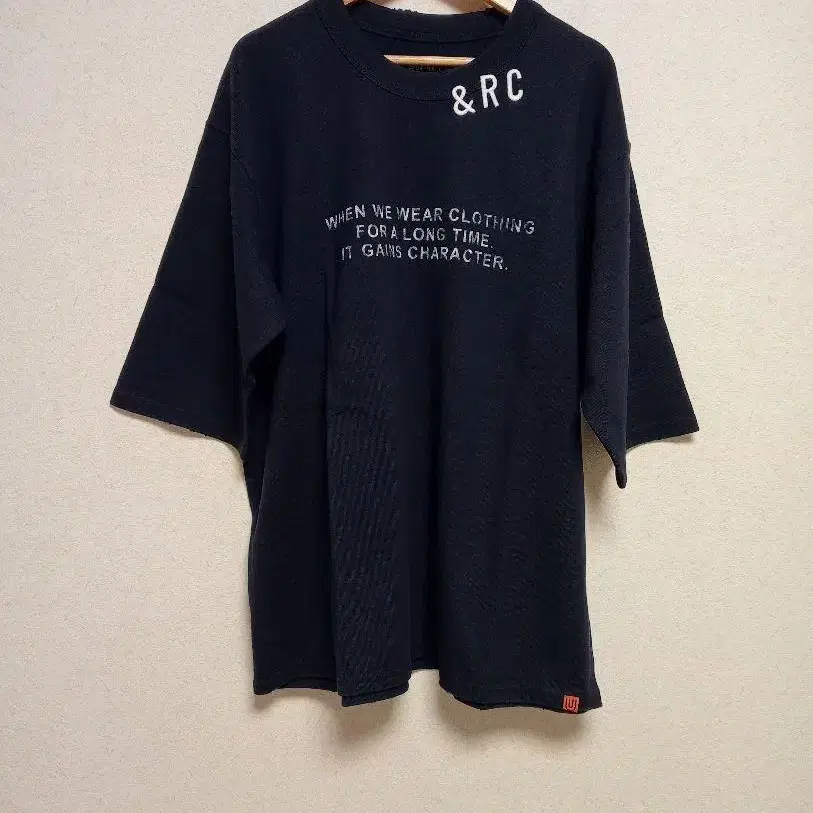 &RC
WHEN WE WEAR CLOTHING
FOR A LONG TIME.
IT GAINS CHARACTER.
U